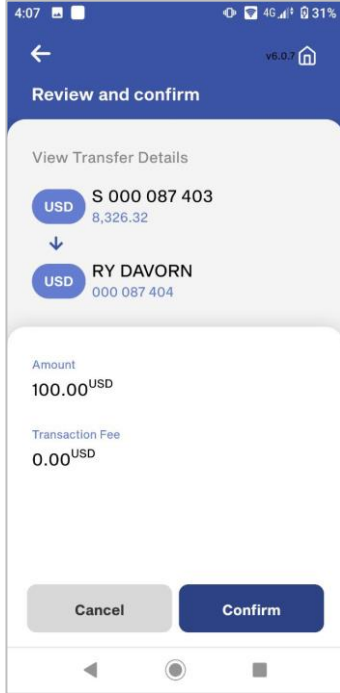 4:07
4G 31%
v6.0.7
Review and confirm
View Transfer Details
USD
S 000 087 403
8,326.32
USD
RY DAVORN
000 087 404
Amount
100.00USD
Transaction Fee
0.00USD
Cancel
Confirm